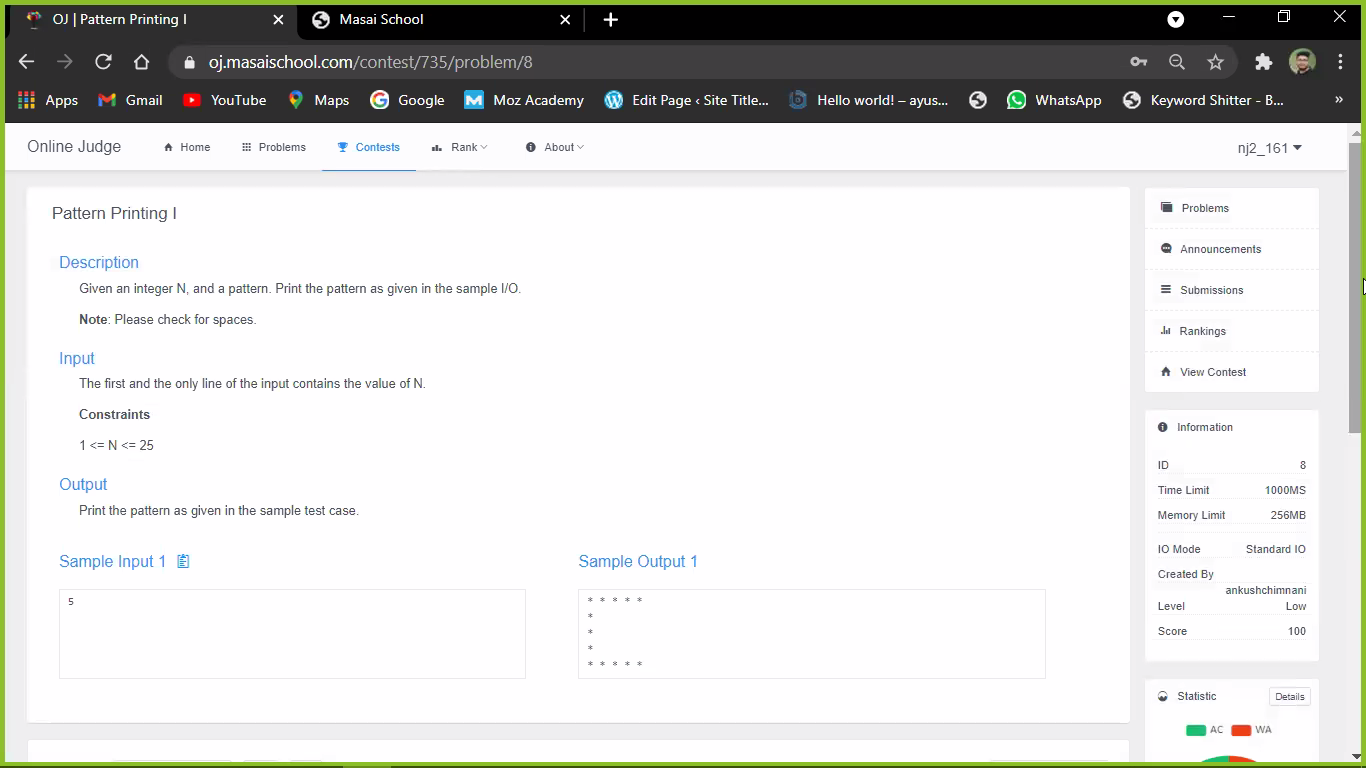 OJ | Pattern Printing I
Masai School
oj.masaischool.com/contest/735/problem/8
Apps Gmail YouTube Maps Google Moz Academy Edit Page ‹ Site Title... Hello world! – ayus... WhatsApp Keyword Shitter - B... »
Online Judge Home Problems Contests Rank About nj2_161
Pattern Printing I
Description
Given an integer N, and a pattern. Print the pattern as given in the sample I/O.
Note: Please check for spaces.
Input
The first and the only line of the input contains the value of N.
Constraints
1 <= N <= 25
Output
Print the pattern as given in the sample test case.
Sample Input 1
5
Sample Output 1
* * * * *
*
*
*
* * * * *
Problems
Announcements
Submissions
Rankings
View Contest
Information
ID 8
Time Limit 1000MS
Memory Limit 256MB
IO Mode Standard IO
Created By
ankushchimnani
Level Low
Score 100
Statistic Details
AC WA